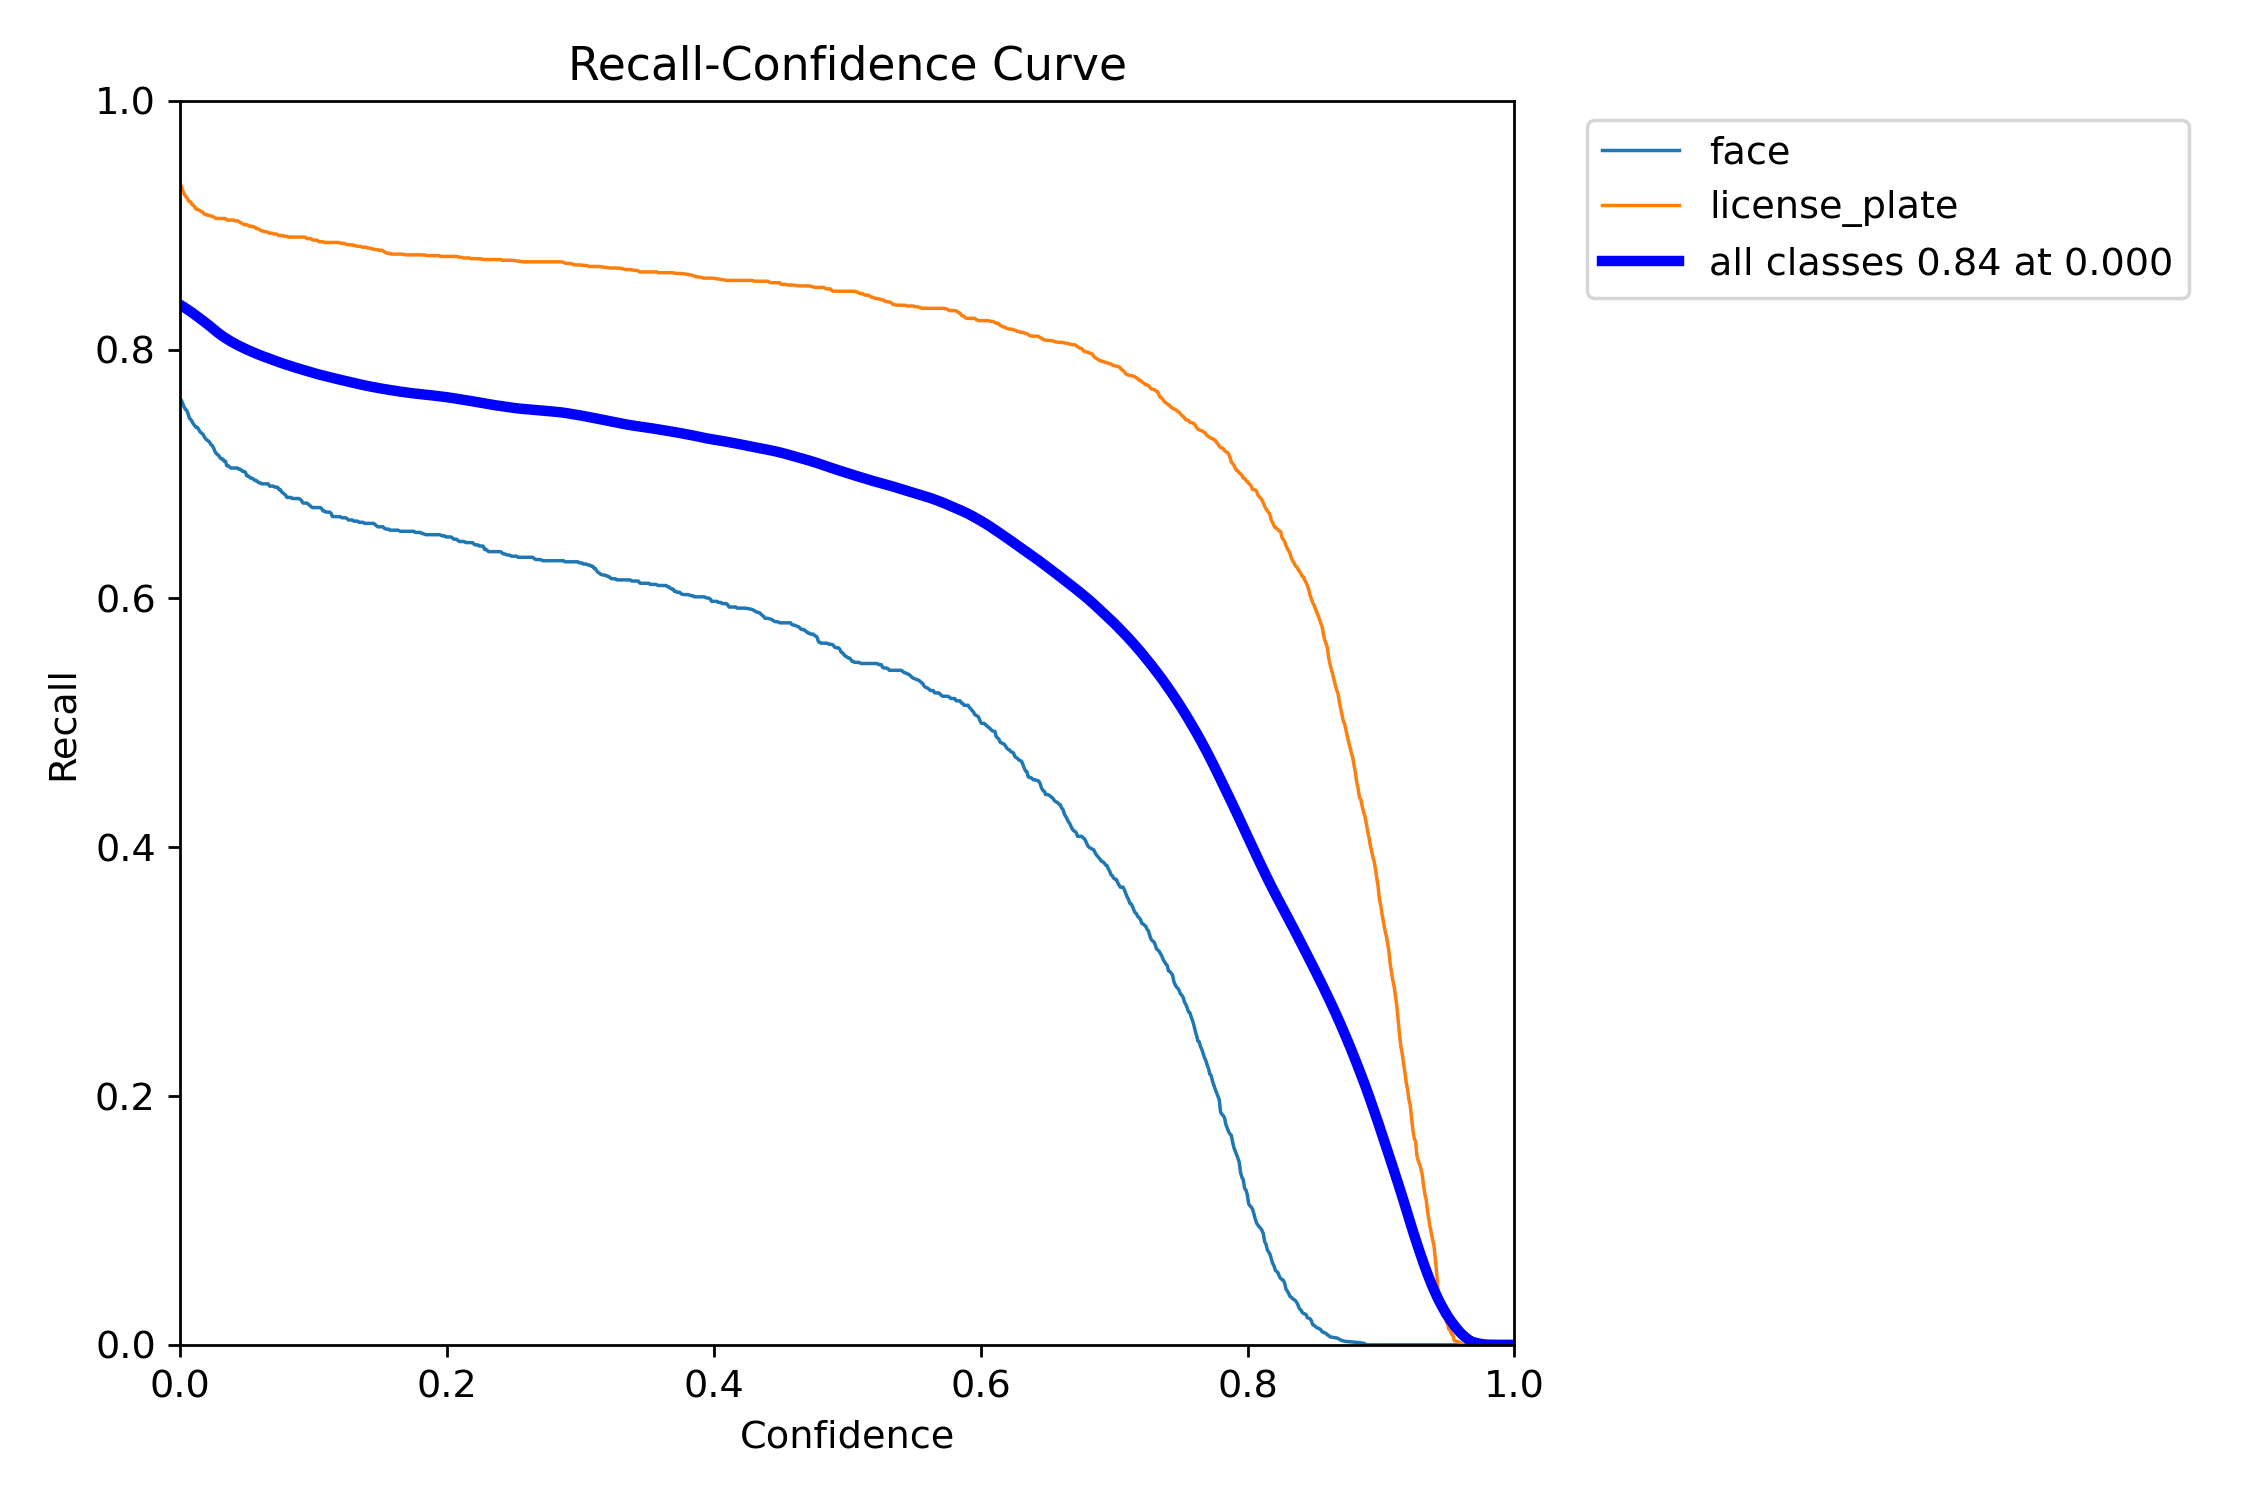 Recall-Confidence Curve
1.0
0.8
0.6
0.4
0.2
0.0
Recall
0.0 0.2 0.4 0.6 0.8 1.0
Confidence
face
license_plate
all classes 0.84 at 0.000